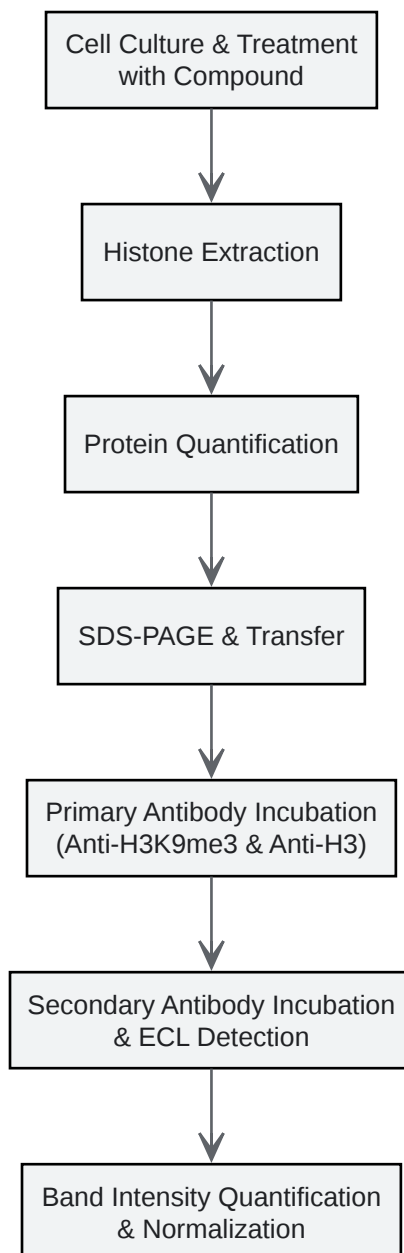 Cell Culture & Treatment
with Compound
Histone Extraction
Protein Quantification
SDS-PAGE & Transfer
Primary Antibody Incubation
(Anti-H3K9me3 & Anti-H3)
Secondary Antibody Incubation
& ECL Detection
Band Intensity Quantification
& Normalization